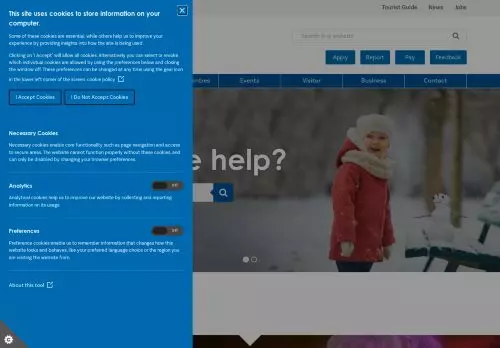 Tourist Guide News Jobs
This site uses cookies to store information on your
computer.
Some of these cookies are essential, while others help us to improve your
experience by providing insights into how the site is being used.
Clicking on 'I Accept' will allow all cookies. Alternatively you can select or revoke
which individual cookies are allowed by using the preferences below and closing
the window off. These preferences can be changed at any time using the gear icon
in the lower left corner of the screen. cookie policy
I Accept Cookies I Do Not Accept Cookies
Apply Report Pay Feedback
Events Visitor Business Contact
Necessary Cookies
Necessary cookies enable core functionality such as page navigation and access
to secure areas. The website cannot function properly without these cookies, and
can only be disabled by changing your browser preferences.
help?
Analytics Off
Analytical cookies help us to improve our website by collecting and reporting
information on its usage.
Preferences Off
Preference cookies enable us to remember information that changes how this
website looks and behaves, like your preferred language choice or the region you
are visiting the website from.
About this tool